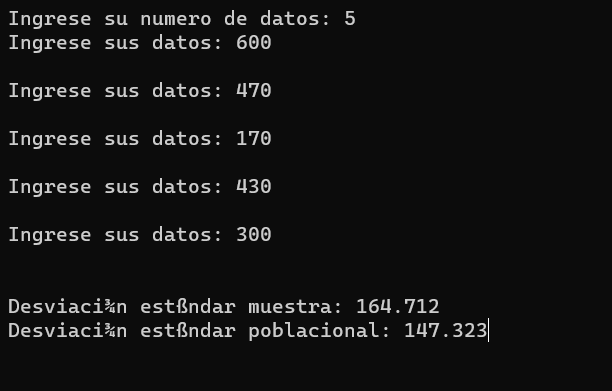 Ingrese su numero de datos: 5
Ingrese sus datos: 600
Ingrese sus datos: 470
Ingrese sus datos: 170
Ingrese sus datos: 430
Ingrese sus datos: 300
Desviaci¾n estßndar muestra: 164.712
Desviaci¾n estßndar poblacional: 147.323